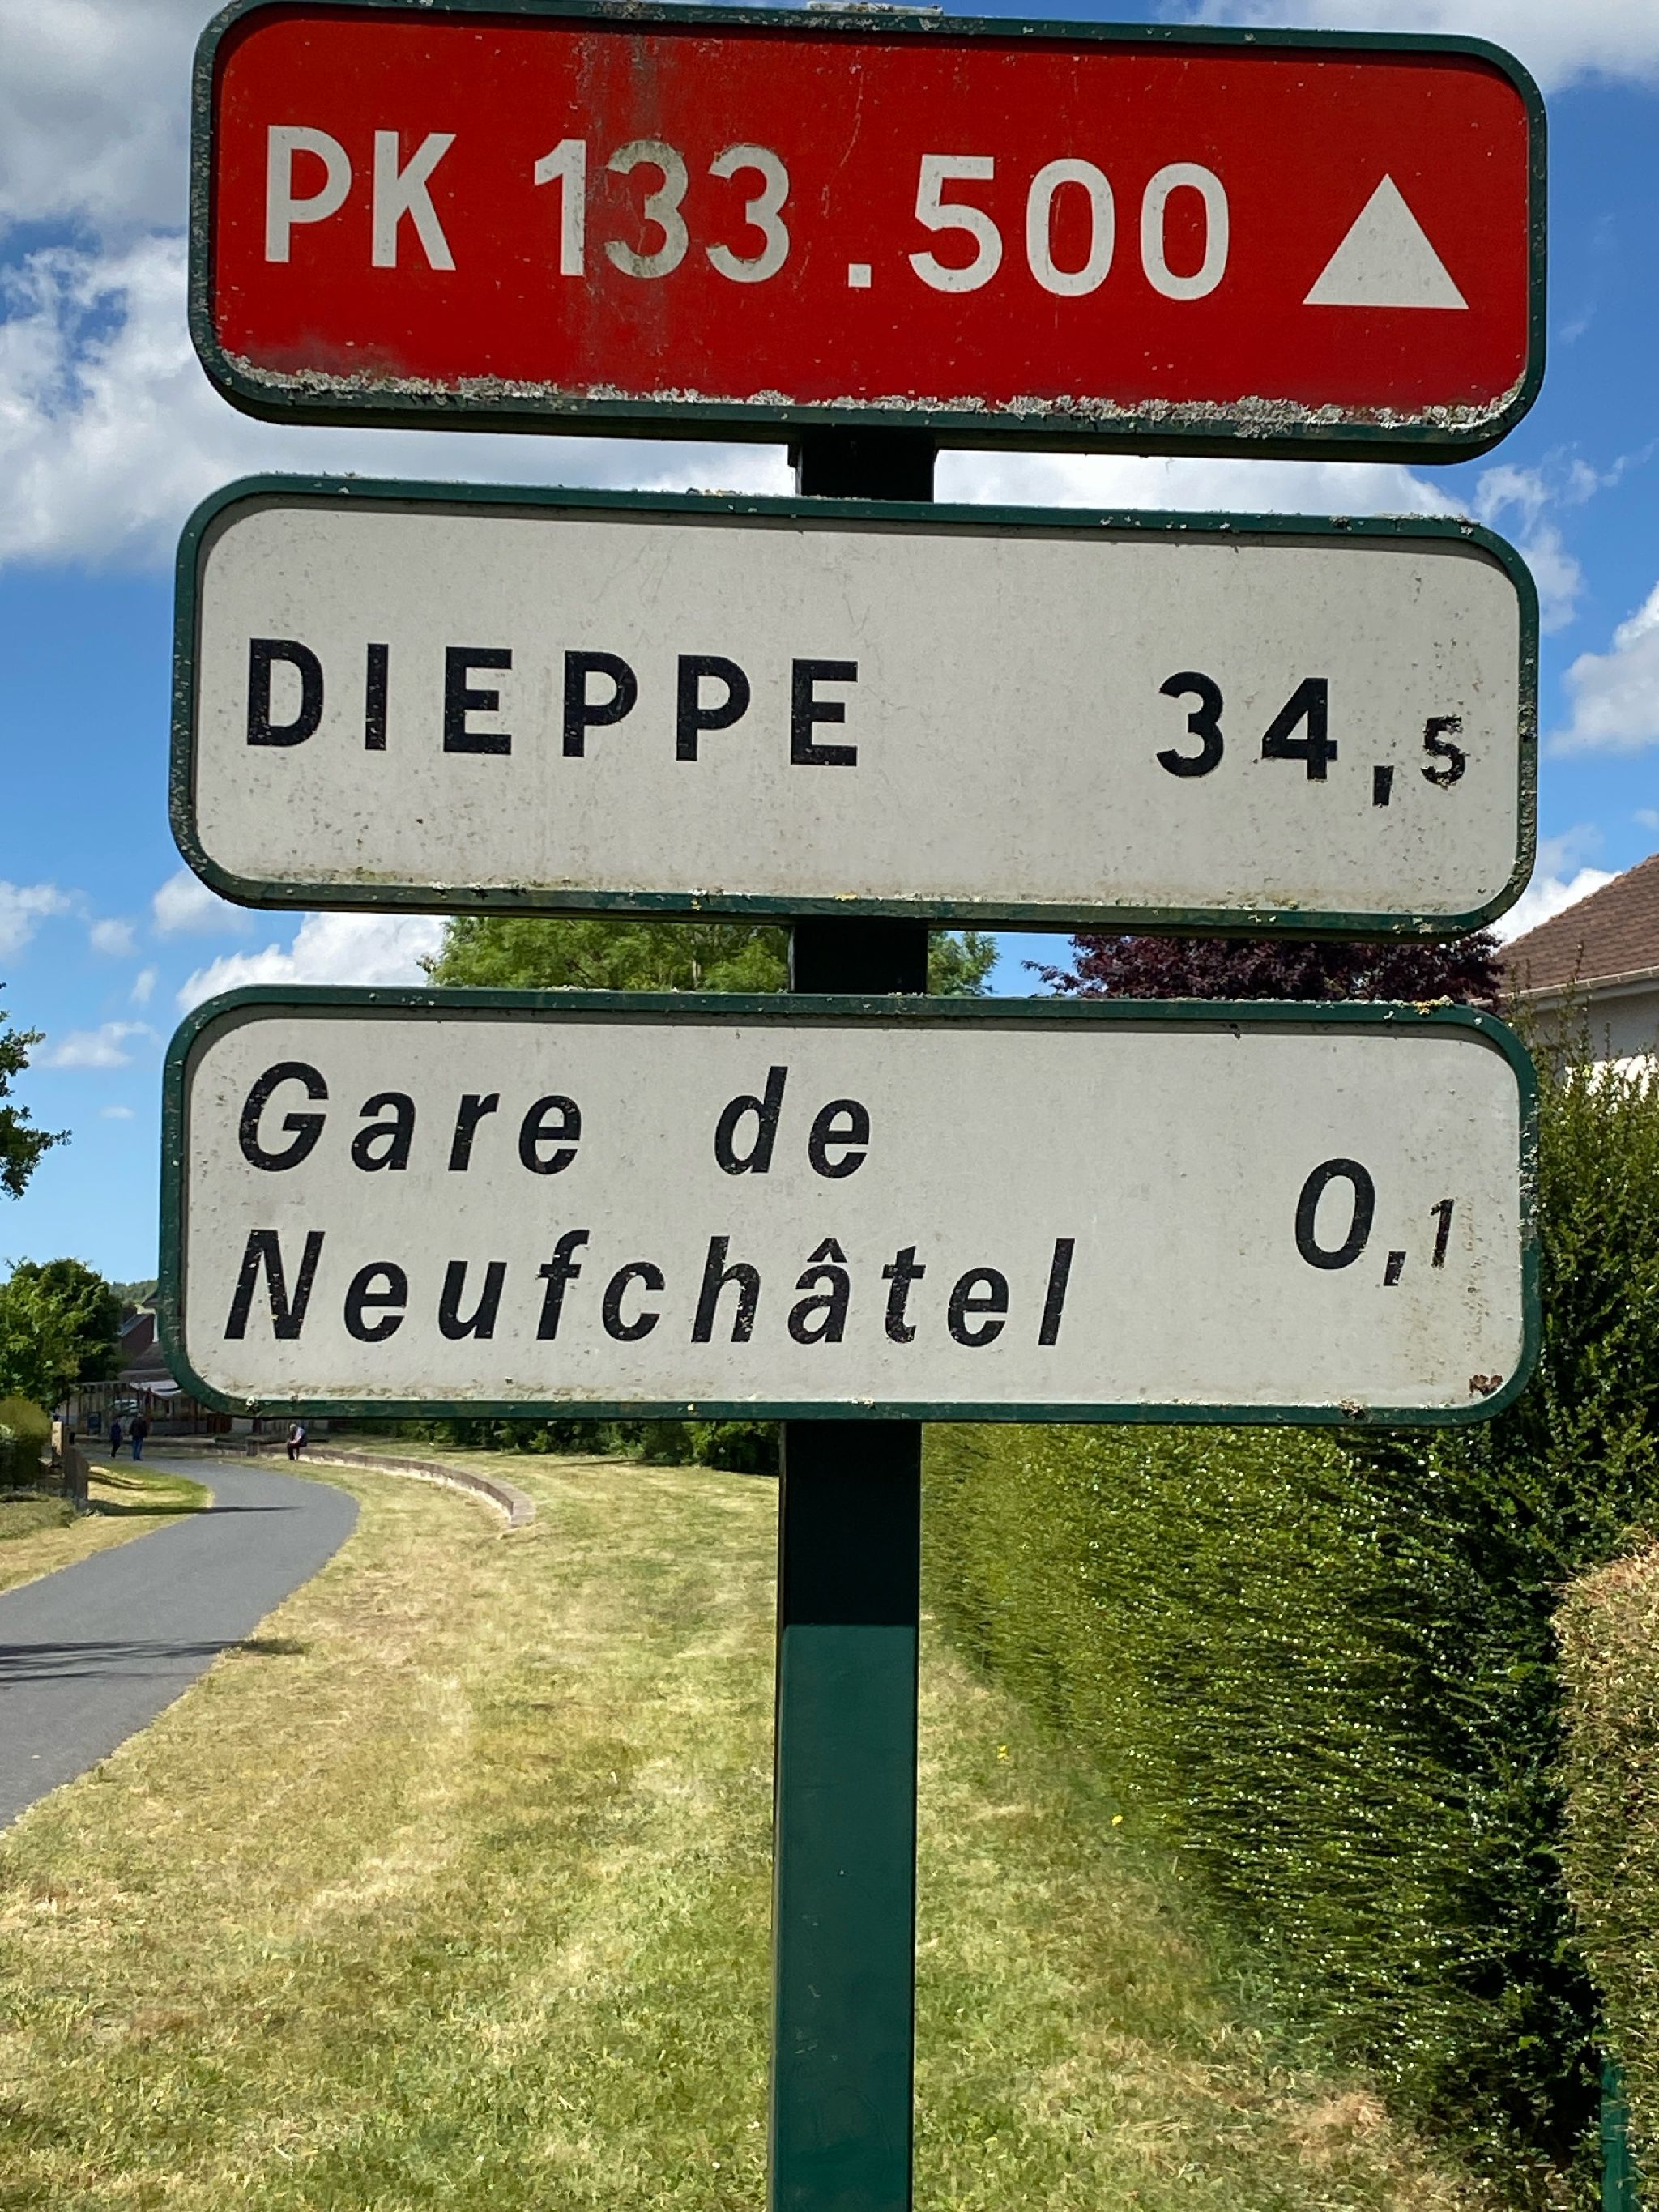 PK 133.500
DIEPPE 34,5
Gare de
Neufchâtel 0,1